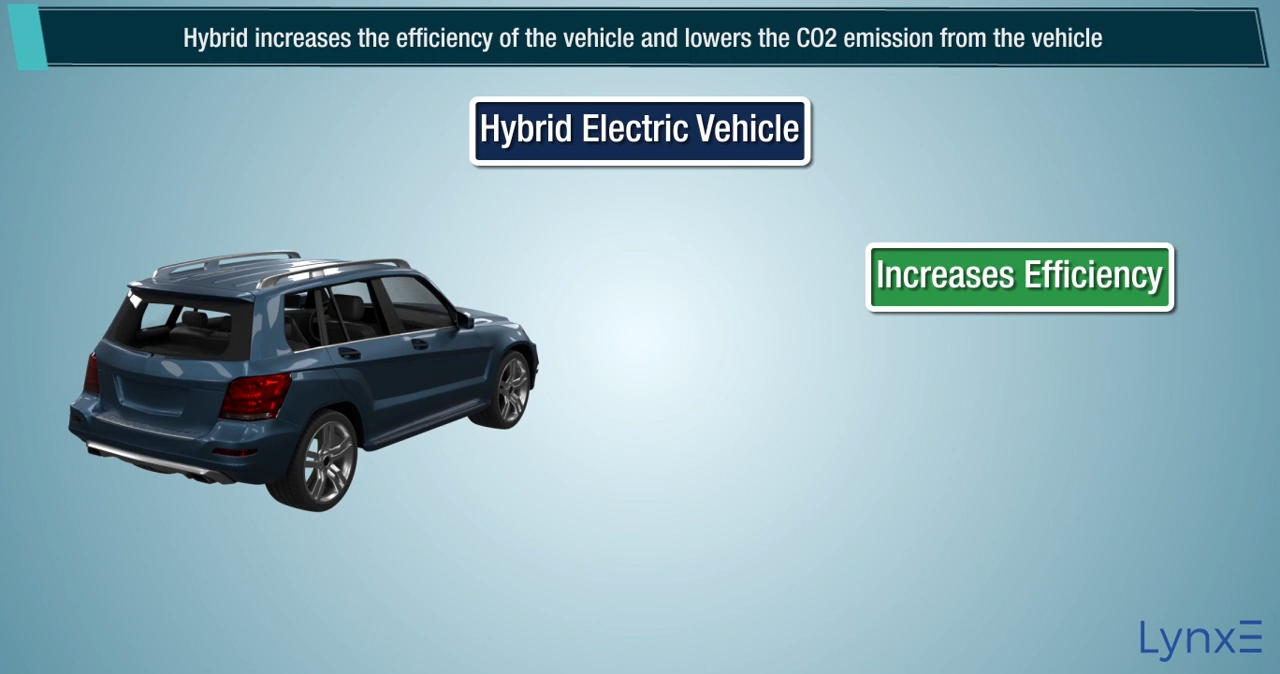 Hybrid increases the efficiency of the vehicle and lowers the CO2 emission from the vehicle
Hybrid Electric Vehicle
Increases Efficiency
LynxE